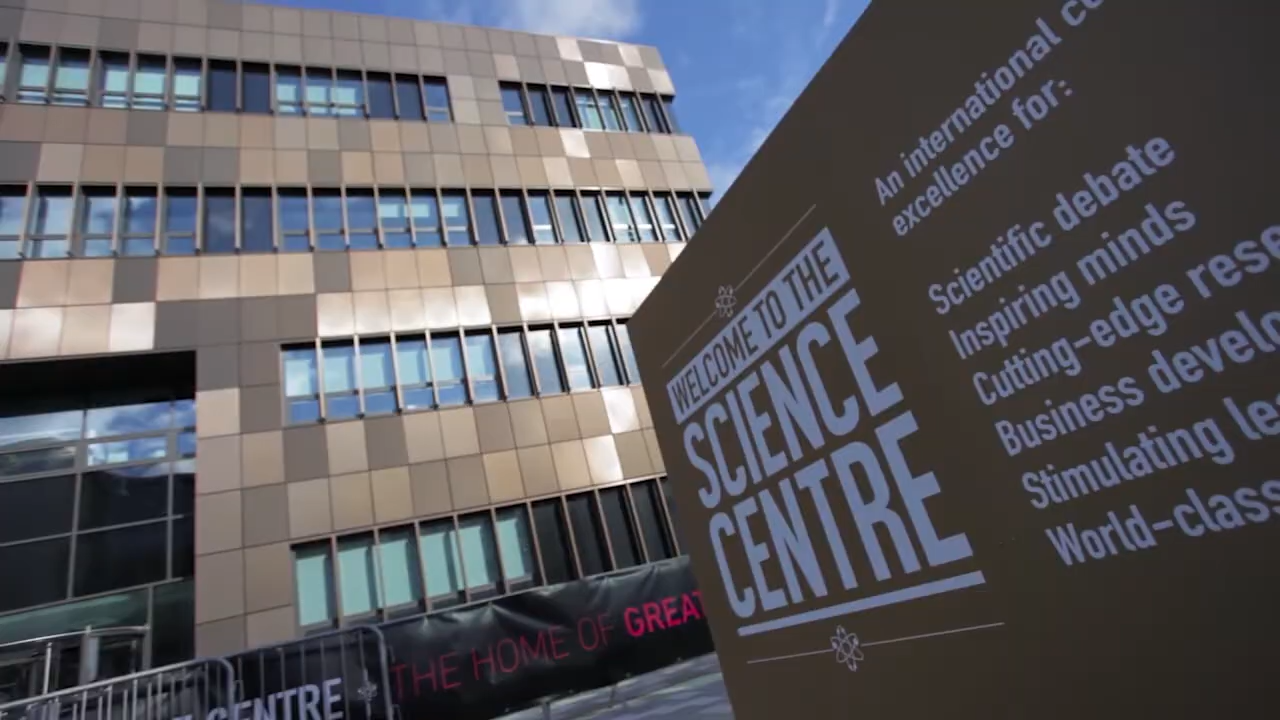 WELCOME TO THE
SCIENCE
CENTRE
An international
excellence for:
Scientific debate
Inspiring minds
Cutting-edge
Business
Stimulating
World-class
CENTRE
THE HOME OF GREAT